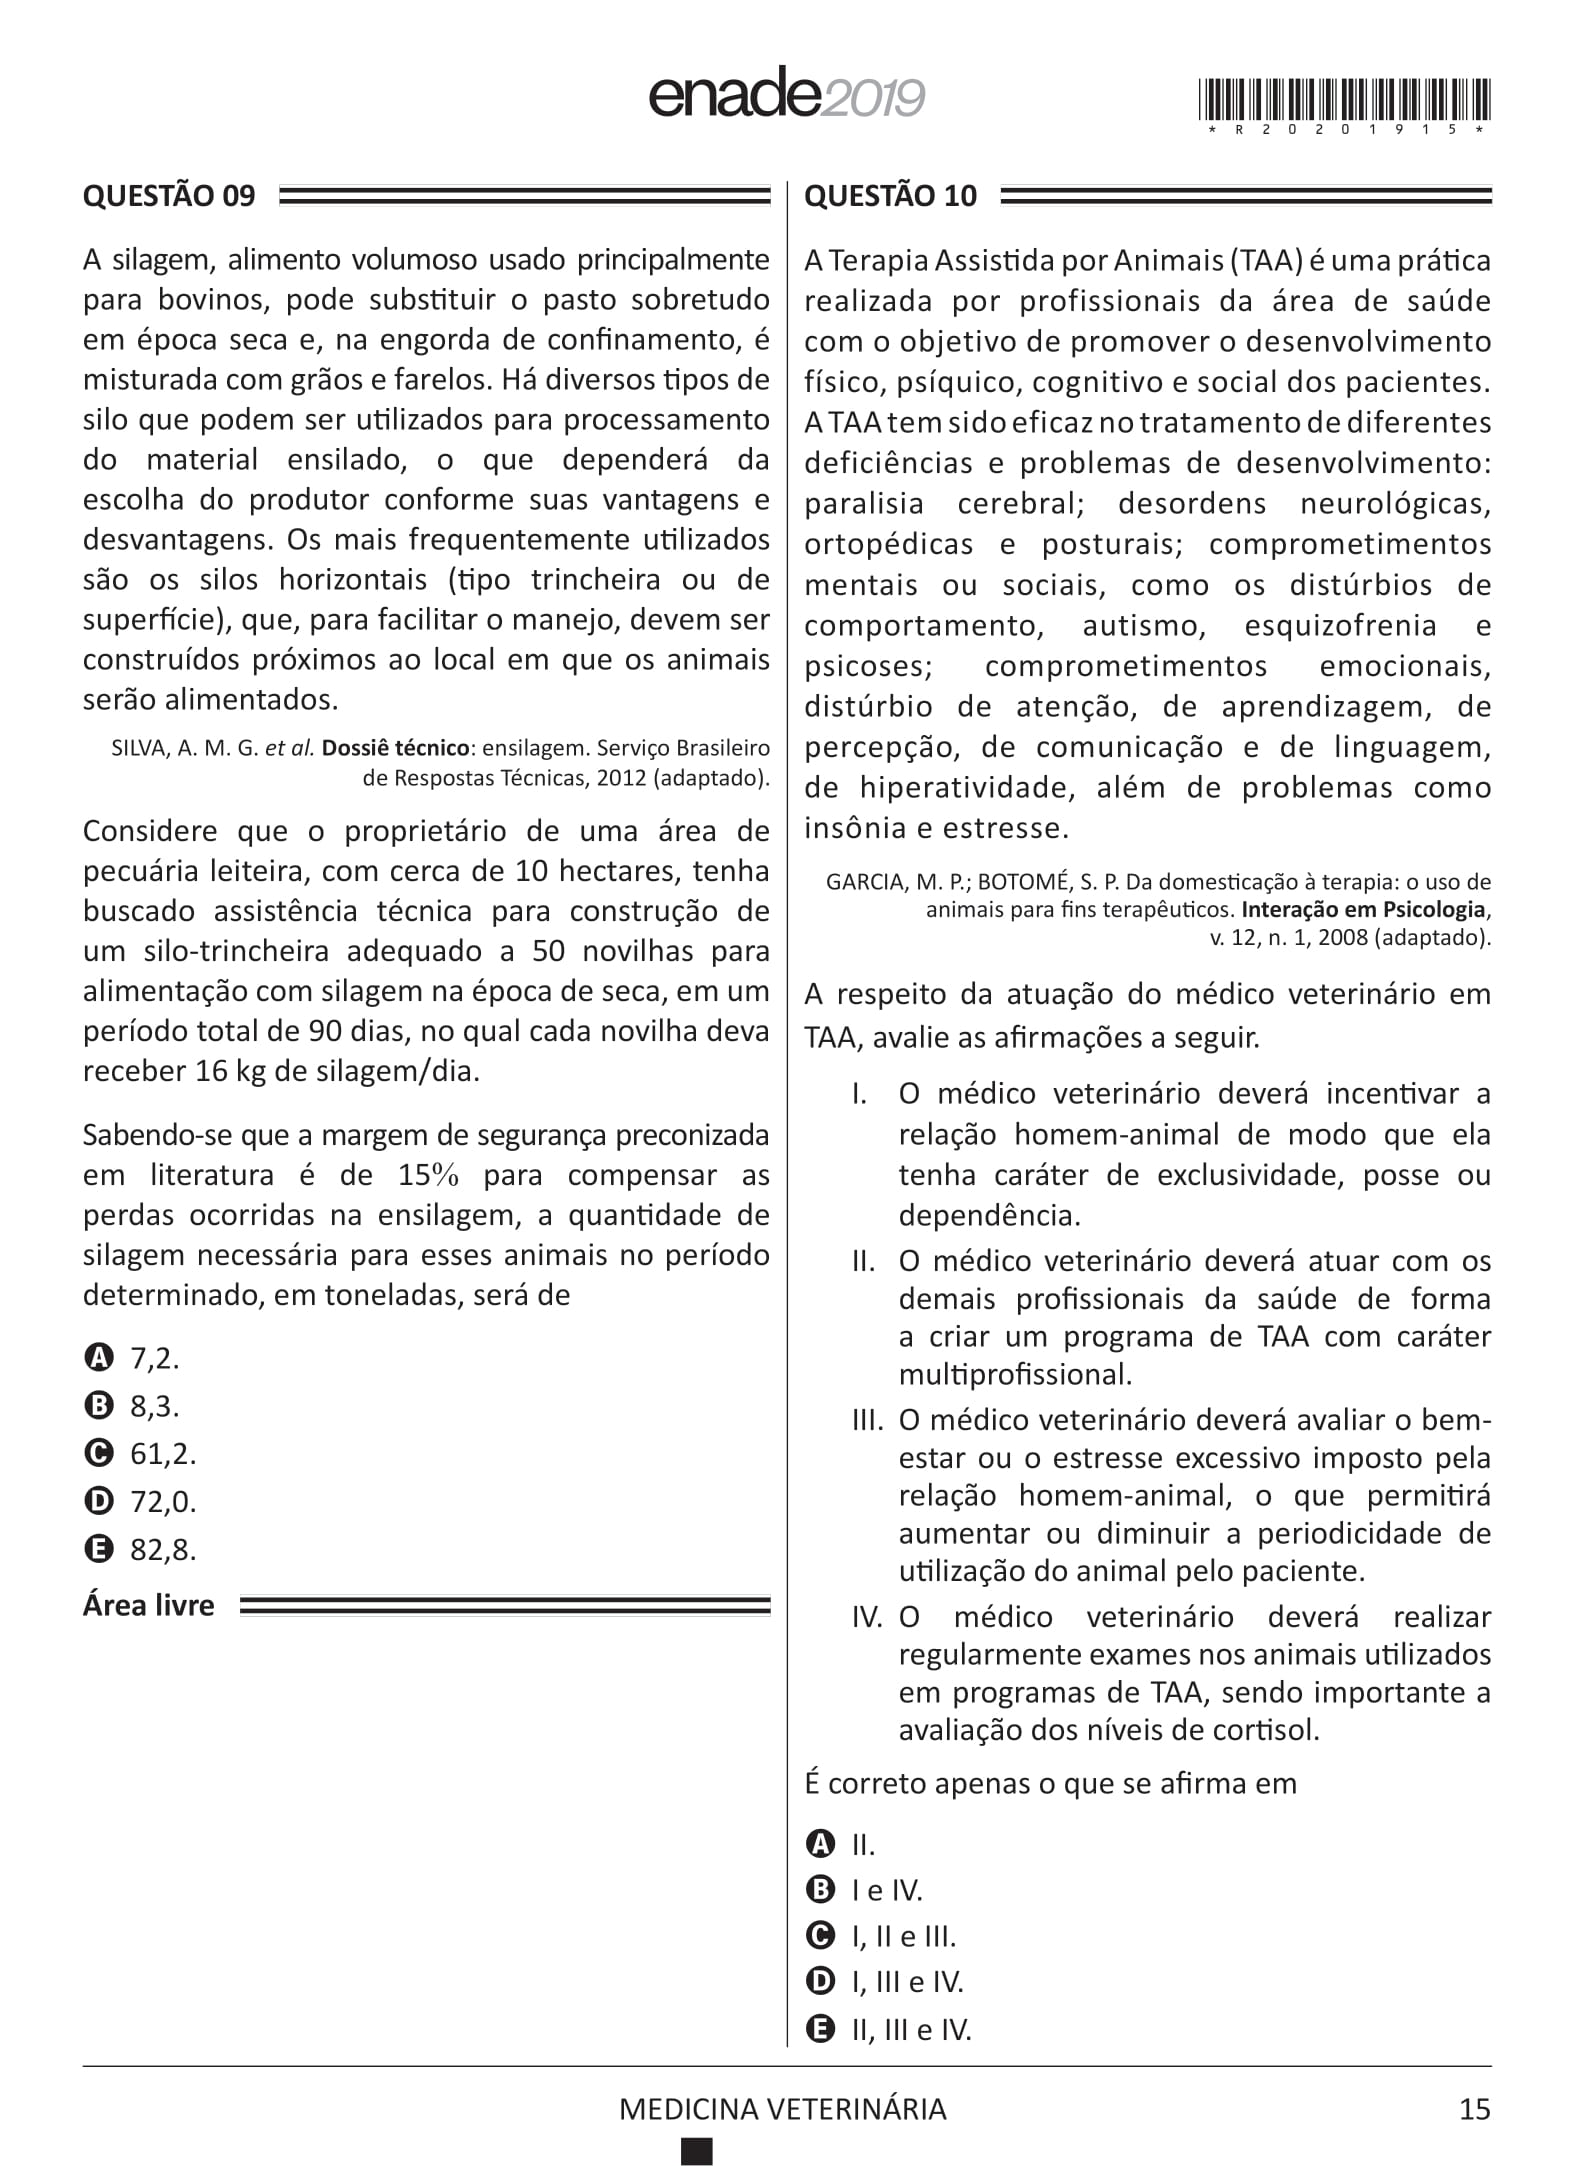 enade2019
*R20201915*
QUESTÃO 09
A silagem, alimento volumoso usado principalmente
para bovinos, pode substituir o pasto sobretudo
em época seca e, na engorda de confinamento, é
misturada com grãos e farelos. Há diversos tipos de
silo que podem ser utilizados para processamento
do material ensilado, o que dependerá da
escolha do produtor conforme suas vantagens e
desvantagens. Os mais frequentemente utilizados
são os silos horizontais (tipo trincheira ou de
superfície), que, para facilitar o manejo, devem ser
construídos próximos ao local em que os animais
serão alimentados.
SILVA, A. M. G. et al. Dossiê técnico: ensilagem. Serviço Brasileiro
de Respostas Técnicas, 2012 (adaptado).
Considere que o proprietário de uma área de
pecuária leiteira, com cerca de 10 hectares, tenha
buscado assistência técnica para construção de
um silo-trincheira adequado a 50 novilhas para
alimentação com silagem na época de seca, em um
período total de 90 dias, no qual cada novilha deva
receber 16 kg de silagem/dia.
Sabendo-se que a margem de segurança preconizada
em literatura é de 15% para compensar as
perdas ocorridas na ensilagem, a quantidade de
silagem necessária para esses animais no período
determinado, em toneladas, será de
A 7,2.
B 8,3.
C 61,2.
D 72,0.
E 82,8.
Área livre
QUESTÃO 10
A Terapia Assistida por Animais (TAA) é uma prática
realizada por profissionais da área de saúde
com o objetivo de promover o desenvolvimento
físico, psíquico, cognitivo e social dos pacientes.
A TAA tem sido eficaz no tratamento de diferentes
deficiências e problemas de desenvolvimento:
paralisia cerebral; desordens neurológicas,
ortopédicas e posturais; comprometimentos
mentais ou sociais, como os distúrbios de
comportamento, autismo, esquizofrenia e
psicoses; comprometimentos emocionais,
distúrbio de atenção, de aprendizagem, de
percepção, de comunicação e de linguagem,
de hiperatividade, além de problemas como
insônia e estresse.
GARCIA, M. P.; BOTOMÉ, S. P. Da domesticação à terapia: o uso de
animais para fins terapêuticos. Interação em Psicologia,
v. 12, n. 1, 2008 (adaptado).
A respeito da atuação do médico veterinário em
TAA, avalie as afirmações a seguir.
I. O médico veterinário deverá incentivar a
relação homem-animal de modo que ela
tenha caráter de exclusividade, posse ou
dependência.
II. O médico veterinário deverá atuar com os
demais profissionais da saúde de forma
a criar um programa de TAA com caráter
multiprofissional.
III. O médico veterinário deverá avaliar o bem-
estar ou o estresse excessivo imposto pela
relação homem-animal, o que permitirá
aumentar ou diminuir a periodicidade de
utilização do animal pelo paciente.
IV. O médico veterinário deverá realizar
regularmente exames nos animais utilizados
em programas de TAA, sendo importante a
avaliação dos níveis de cortisol.
É correto apenas o que se afirma em
A II.
B I e IV.
C I, II e III.
D I, III e IV.
E II, III e IV.
MEDICINA VETERINÁRIA
15